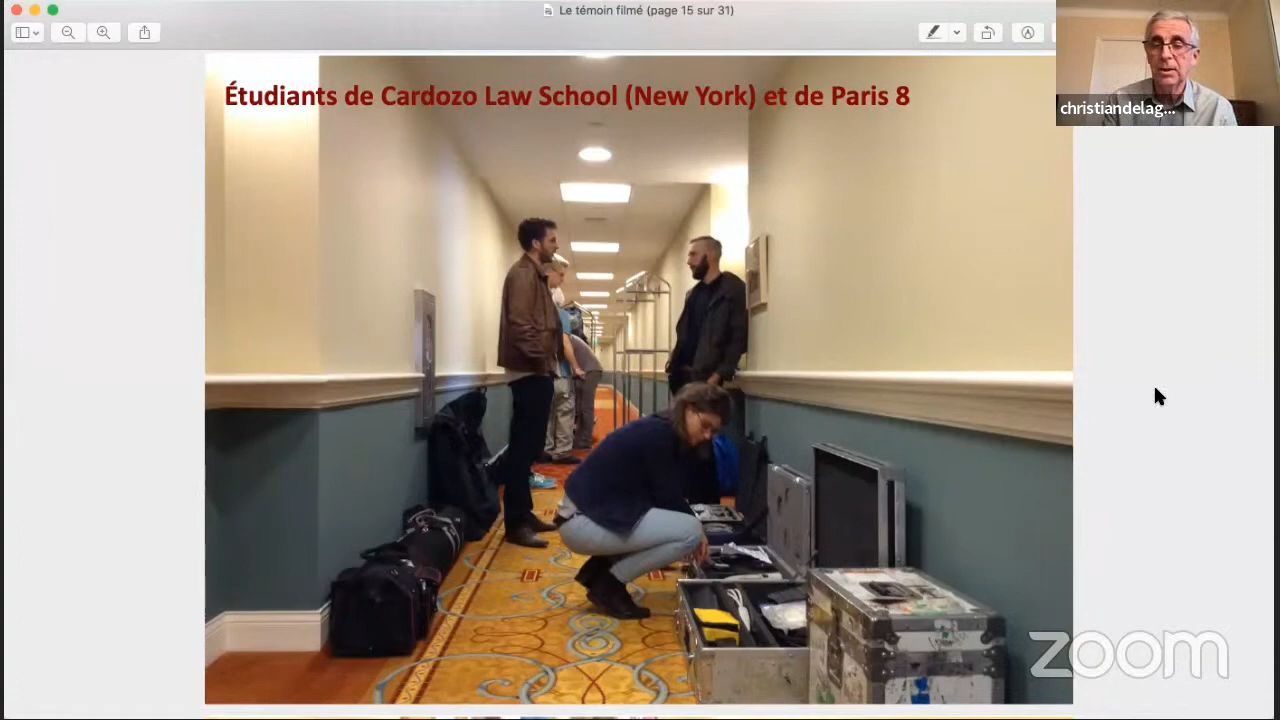 Le témoin filmé (page 15 sur 31)
Étudiants de Cardozo Law School (New York) et de Paris 8
christiandelag...
zoom